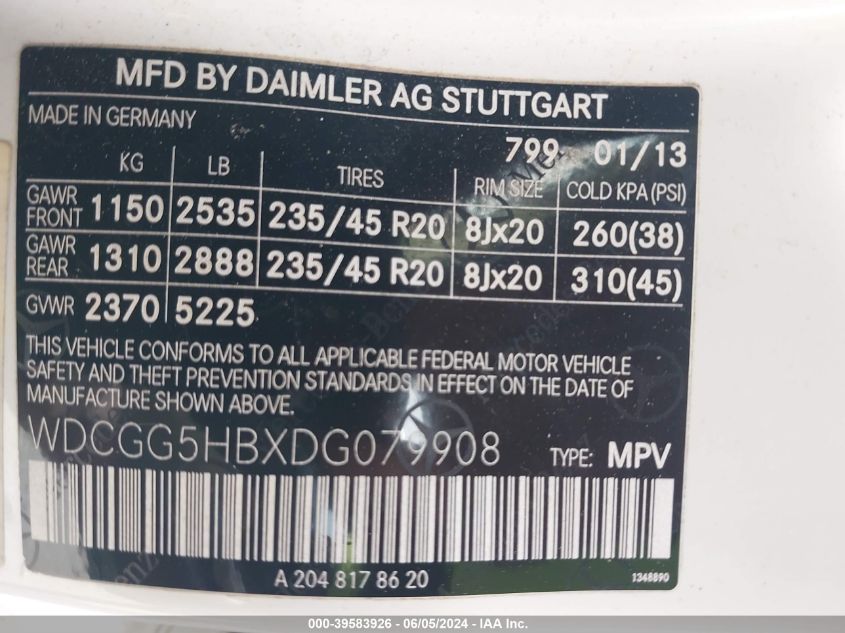 MFD BY DAIMLER AG STUTTGART
MADE IN GERMANY
799 01/13
KG LB TIRES RIM SIZE COLD KPA (PSI)
GAWR FRONT 1150 2535 235/45 R20 8Jx20 260(38)
GAWR REAR 1310 2888 235/45 R20 8Jx20 310(45)
GVWR 2370 5225
THIS VEHICLE CONFORMS TO ALL APPLICABLE FEDERAL MOTOR VEHICLE
SAFETY AND THEFT PREVENTION STANDARDS IN EFFECT ON THE DATE OF
MANUFACTURE SHOWN ABOVE.
WDCGG5HBXDG079908 TYPE: MPV
A 204 817 86 20
1348890
000-39583926 - 06/05/2024 - IAA Inc.